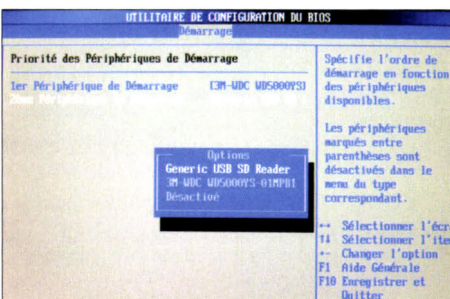 UTILITAIRE DE CONFIGURATION DU BIOS
Démarrage
Priorité des Périphériques de Démarrage
1er Périphérique de Démarrage [3M-WDC WD5000YS]
Options
Generic USB SD Reader
3M-WDC WD5000YS-01MPB1
Désactivé
Spécifie l'ordre de
démarrage en fonction
des périphériques
disponibles.
Les périphériques
marqués entre
parenthèses sont
désactivés dans le
menu du type
correspondant.
↔ Sélectionner l'écr
↑↓ Sélectionner l'ite
+- Changer l'option
F1 Aide Générale
F10 Enregistrer et
Quitter